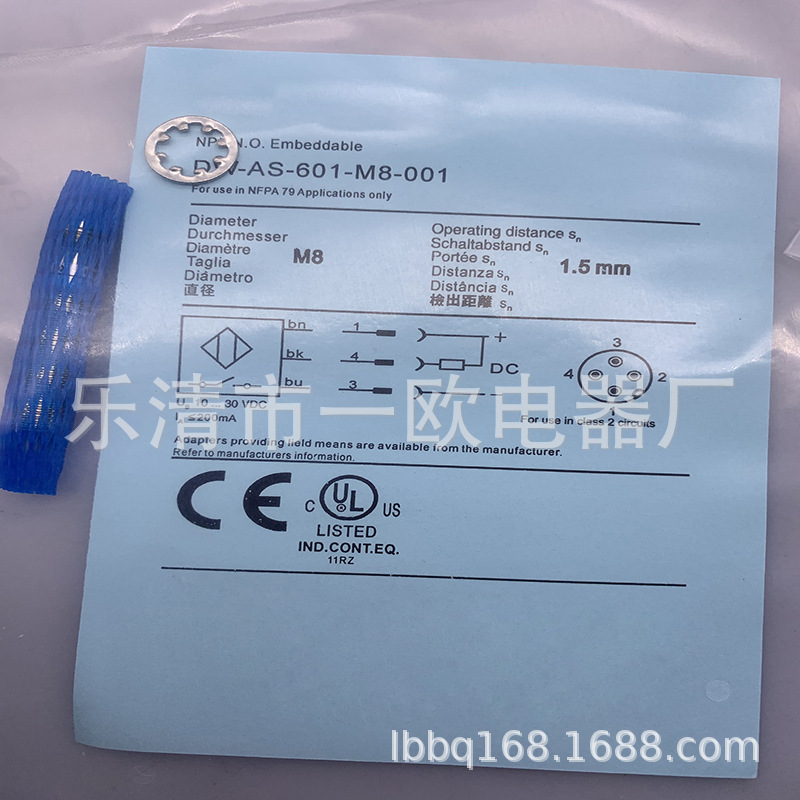 N.O. Embeddable
-AS-601-M8-001
For use in NFPA 79 Applications only
Diameter
Durchmesser
Diamètre
Taglia
Diámetro
直径
M8
Operating distance sn
Schaltabstand sn
Portée sn
Distanza sn
Distância sn
檢出距離 sn
1.5 mm
bn 1 +
bk 4 DC
bu 3 -
3
4 2
1
10 ... 30 VDC
≤200mA
For use in class 2 circuits
乐清市一欧电器厂
Adapters providing field means are available from the manufacturer.
Refer to manufacturers information.
CE
C UL US
LISTED
IND.CONT.EQ.
11RZ
lbbq168.1688.com